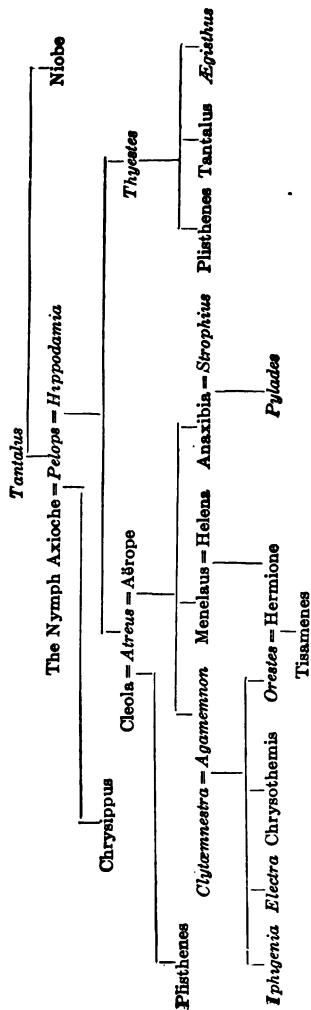 Tantalus
The Nymph Axioche = Pelops = Hippodamia Niobe
Chrysippus Cleola = Atreus = Aërope Thyestes
Plisthenes Clytæmnestra = Agamemnon Menelaus = Helena Anaxibia = Strophius Plisthenes Tantalus Ægisthus
Iphigenia Electra Chrysothemis Orestes = Hermione Pylades
Tisamenes